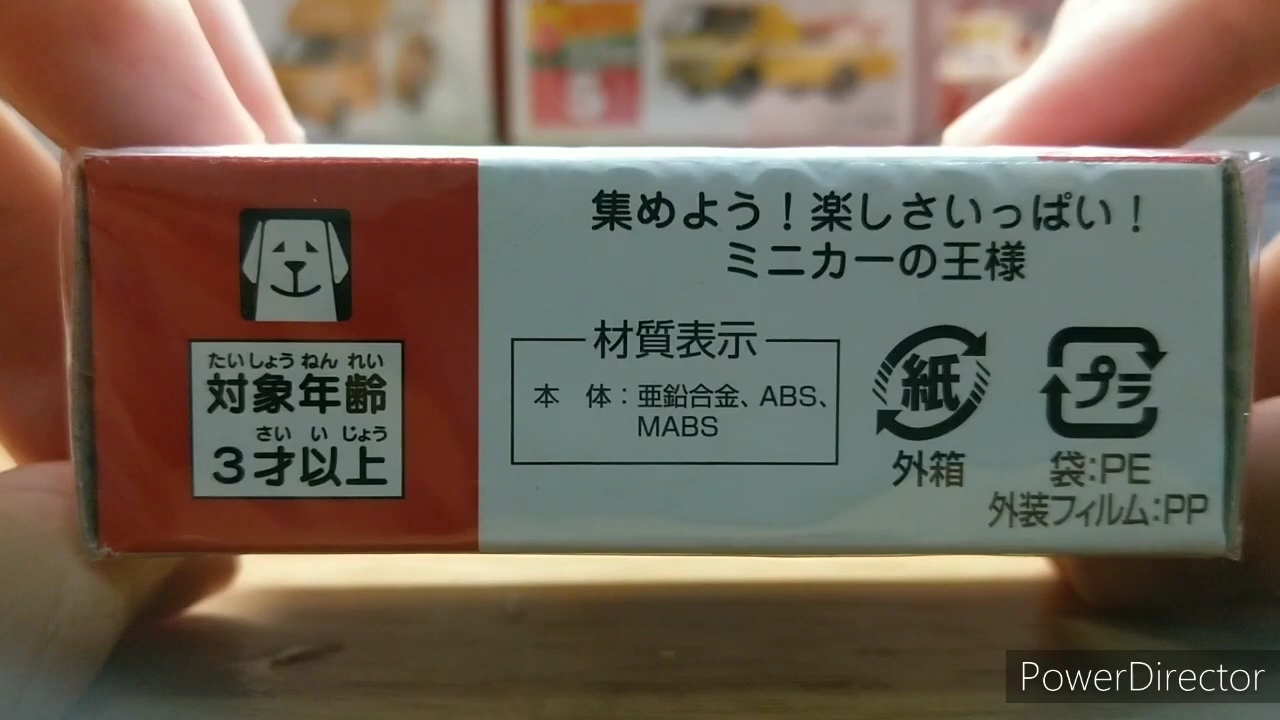 集めよう！楽しさいっぱい！
ミニカーの王様
たいしょう ねん れい
対象年齢
さい い じょう
3才以上
材質表示
本 体：亜鉛合金、ABS、
MABS
紙
外箱
プラ
袋:PE
外装フィルム:PP
PowerDirector